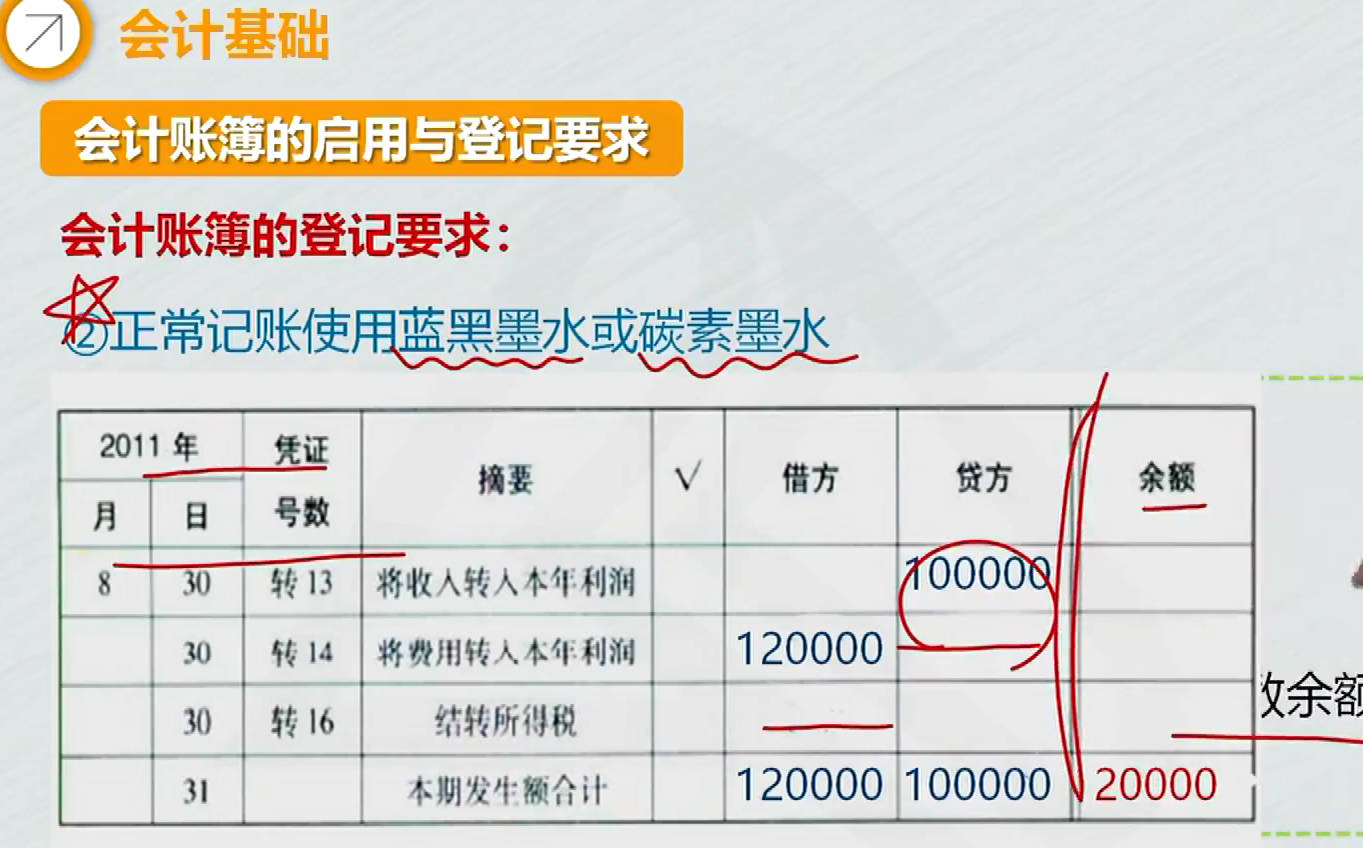 会计基础
会计账簿的启用与登记要求
会计账簿的登记要求：
②正常记账使用蓝黑墨水或碳素墨水
2011 年 凭证 号数 摘要 √ 借方 贷方 余额
月 日
8 30 转 13 将收入转入本年利润 100000
30 转 14 将费用转入本年利润 120000
30 转 16 结转所得税
31 本期发生额合计 120000 100000 20000
余额